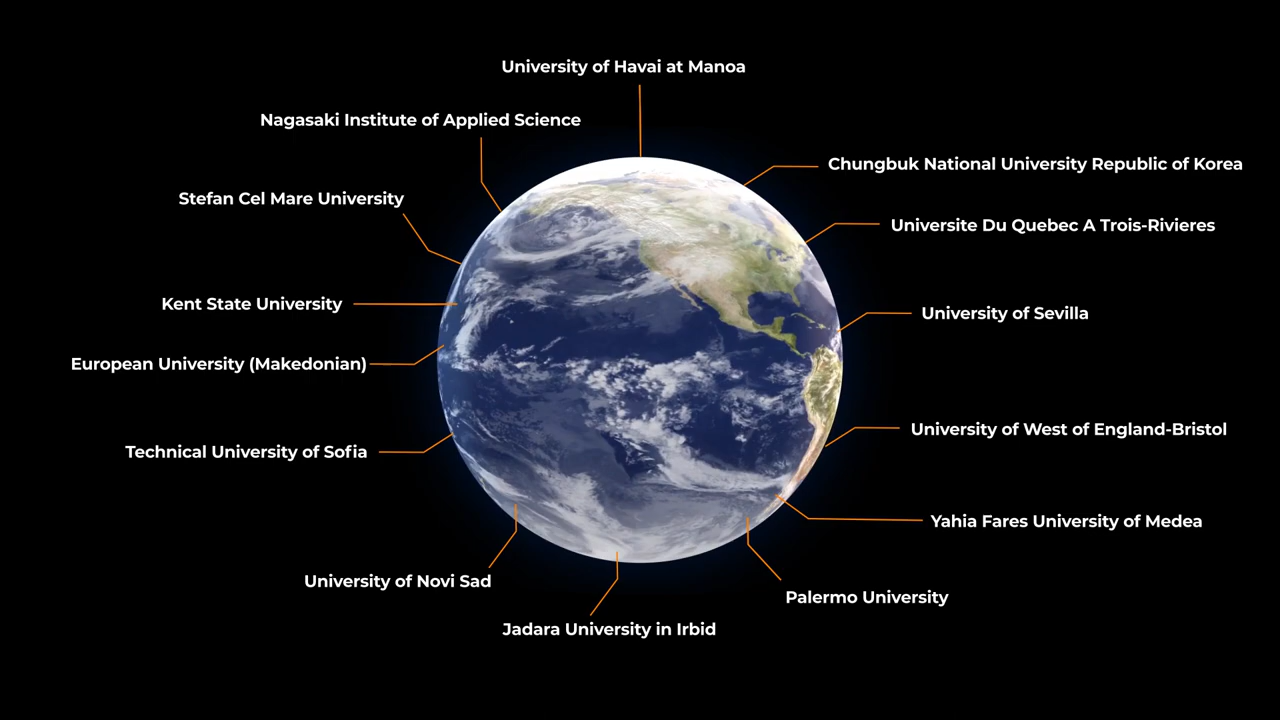 University of Havai at Manoa
Nagasaki Institute of Applied Science
Chungbuk National University Republic of Korea
Stefan Cel Mare University
Universite Du Quebec A Trois-Rivieres
Kent State University
University of Sevilla
European University (Makedonian)
University of West of England-Bristol
Technical University of Sofia
Yahia Fares University of Medea
University of Novi Sad
Palermo University
Jadara University in Irbid